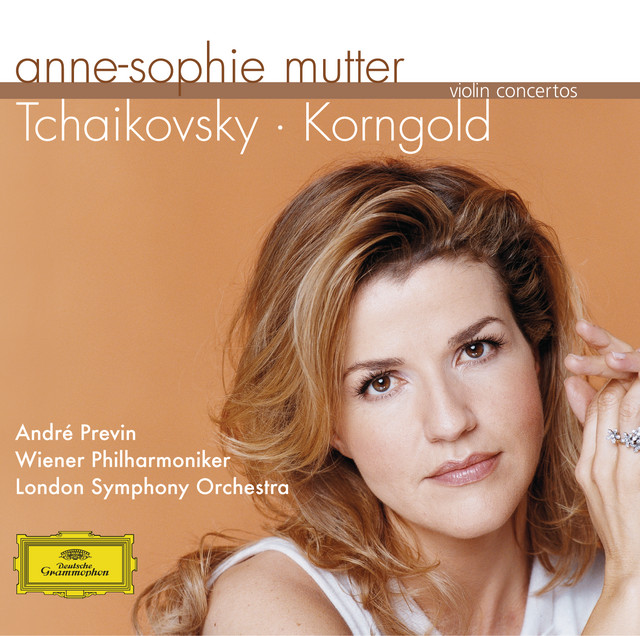 anne-sophie mutter
violin concertos
Tchaikovsky · Korngold
André Previn
Wiener Philharmoniker
London Symphony Orchestra
Deutsche
Grammophon